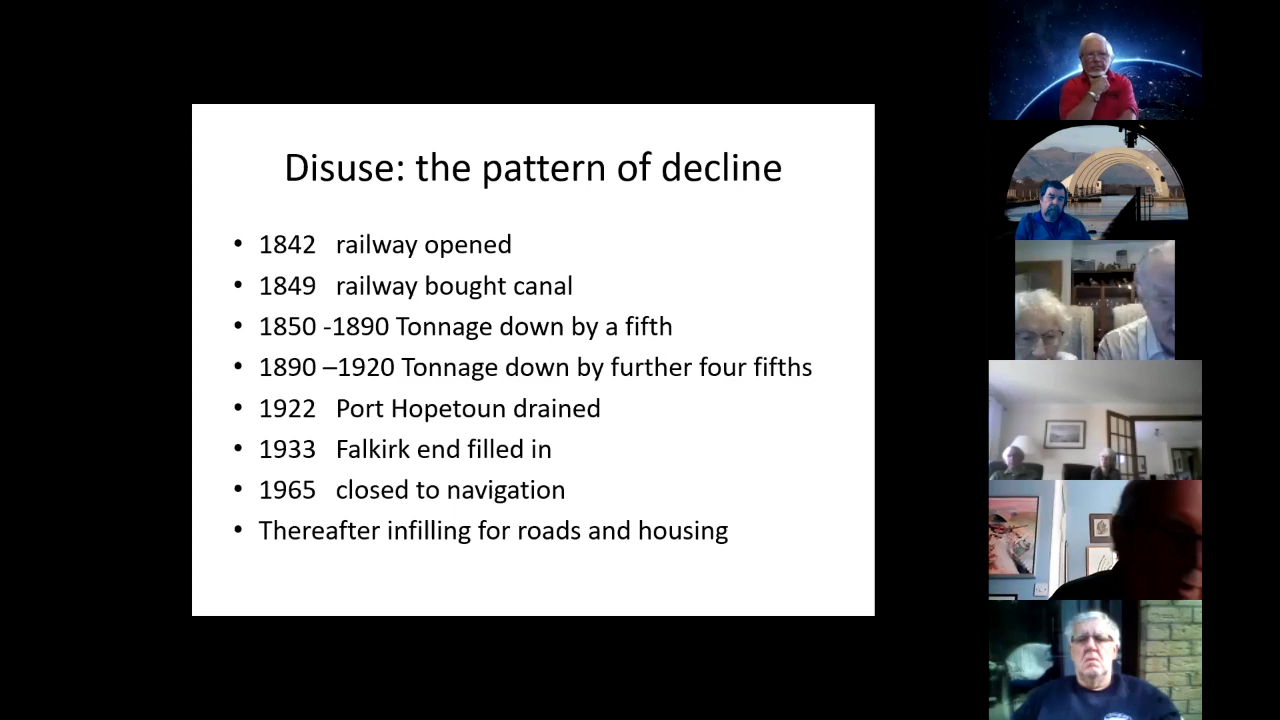 Disuse: the pattern of decline
• 1842 railway opened
• 1849 railway bought canal
• 1850 -1890 Tonnage down by a fifth
• 1890 –1920 Tonnage down by further four fifths
• 1922 Port Hopetoun drained
• 1933 Falkirk end filled in
• 1965 closed to navigation
• Thereafter infilling for roads and housing